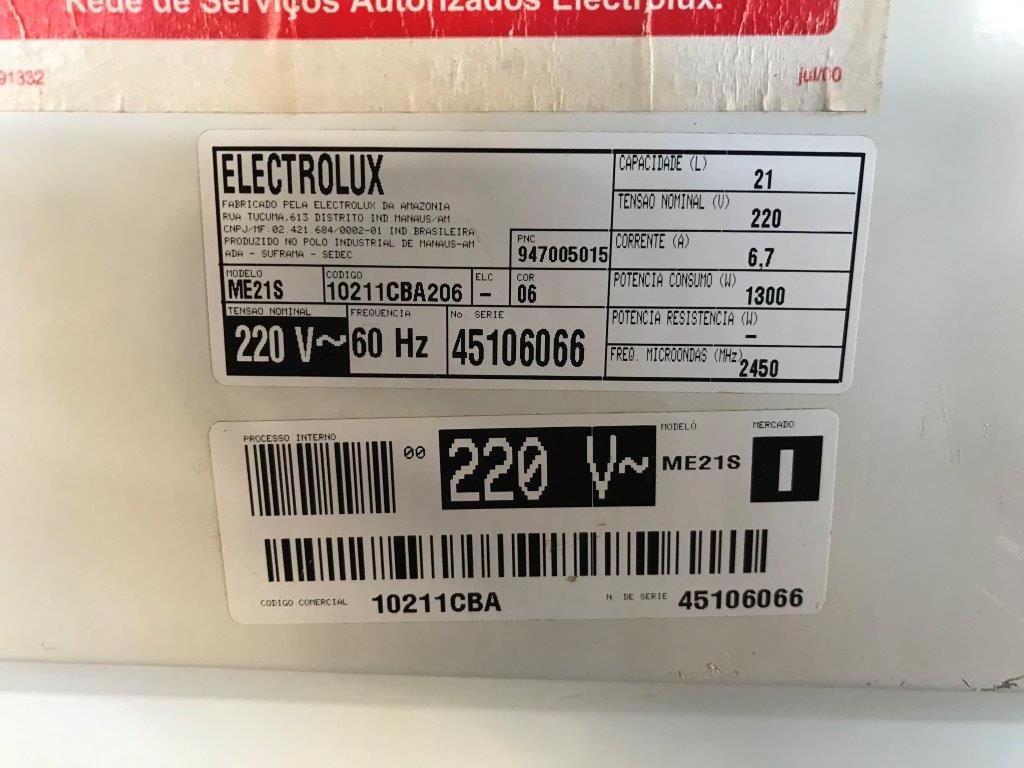 Rede de Serviços Autorizados Electrolux.
91332
jul/00
ELECTROLUX
FABRICADO PELA ELECTROLUX DA AMAZONIA
RUA TUCUMA,613 DISTRITO IND MANAUS/AM
CNPJ/MF: 02.421.684/0002-01 IND.BRASILEIRA
PRODUZIDO NO POLO INDUSTRIAL DE MANAUS-AM
ADA - SUFRAMA - SEDEC
PNC
947005015
MODELO
ME21S
CODIGO
10211CBA206
ELC
–
COR
06
TENSAO NOMINAL
220 V~
FREQUENCIA
60 Hz
No. SERIE
45106066
CAPACIDADE (L)
21
TENSAO NOMINAL (V)
220
CORRENTE (A)
6,7
POTENCIA CONSUMO (W)
1300
POTENCIA RESISTENCIA (W)
–
FREQ. MICROONDAS (MHz)
2450
PROCESSO INTERNO
00
220 V~
MODELO
ME21S
MERCADO
I
CODIGO COMERCIAL 10211CBA
N. DE SERIE 45106066